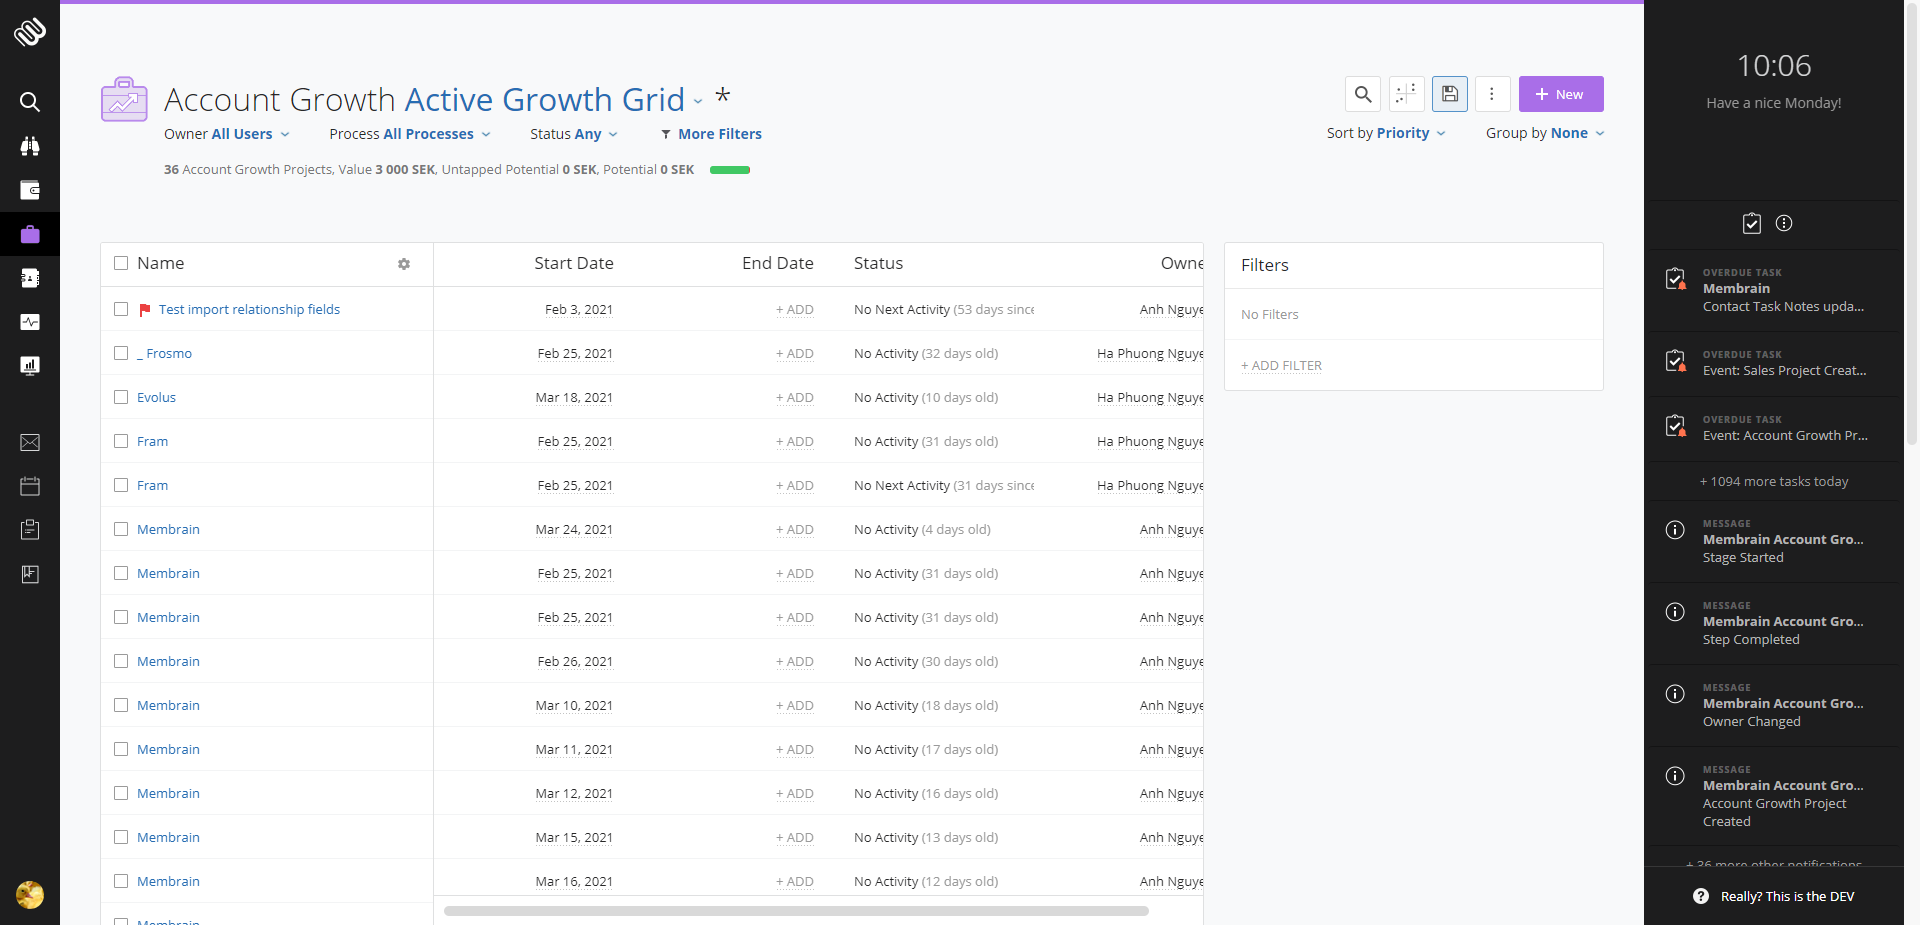 Account Growth Active Growth Grid *
Owner All Users
Process All Processes
Status Any
More Filters
36 Account Growth Projects, Value 3 000 SEK, Untapped Potential 0 SEK, Potential 0 SEK
+ New
Sort by Priority
Group by None
Name Start Date End Date Status Owne
Test import relationship fields Feb 3, 2021 + ADD No Next Activity (53 days since Anh Nguye
_ Frosmo Feb 25, 2021 + ADD No Activity (32 days old) Ha Phuong Nguye
Evolus Mar 18, 2021 + ADD No Activity (10 days old) Ha Phuong Nguye
Fram Feb 25, 2021 + ADD No Activity (31 days old) Ha Phuong Nguye
Fram Feb 25, 2021 + ADD No Next Activity (31 days since Ha Phuong Nguye
Membrain Mar 24, 2021 + ADD No Activity (4 days old) Anh Nguye
Membrain Feb 25, 2021 + ADD No Activity (31 days old) Anh Nguye
Membrain Feb 25, 2021 + ADD No Activity (31 days old) Anh Nguye
Membrain Feb 26, 2021 + ADD No Activity (30 days old) Anh Nguye
Membrain Mar 10, 2021 + ADD No Activity (18 days old) Anh Nguye
Membrain Mar 11, 2021 + ADD No Activity (17 days old) Anh Nguye
Membrain Mar 12, 2021 + ADD No Activity (16 days old) Anh Nguye
Membrain Mar 15, 2021 + ADD No Activity (13 days old) Anh Nguye
Membrain Mar 16, 2021 + ADD No Activity (12 days old) Anh Nguye
Membrain
Filters
No Filters
+ ADD FILTER
10:06
Have a nice Monday!
OVERDUE TASK
Membrain
Contact Task Notes upda...
OVERDUE TASK
Event: Sales Project Creat...
OVERDUE TASK
Event: Account Growth Pr...
+ 1094 more tasks today
MESSAGE
Membrain Account Gro...
Stage Started
MESSAGE
Membrain Account Gro...
Step Completed
MESSAGE
Membrain Account Gro...
Owner Changed
MESSAGE
Membrain Account Gro...
Account Growth Project
Created
+ 36 more other notifications
Really? This is the DEV